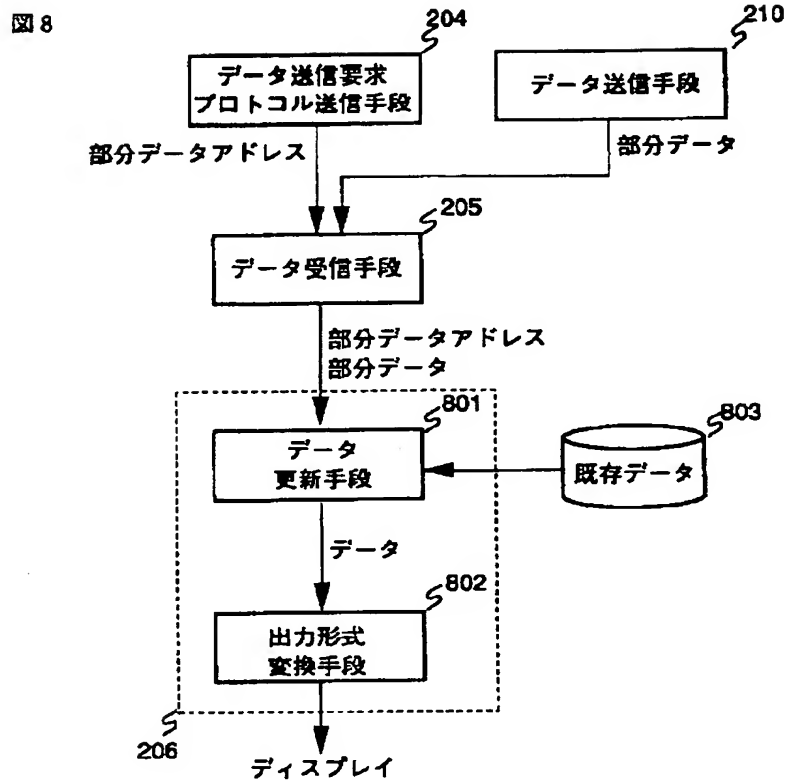 図8
204
データ送信要求
プロトコル送信手段
210
データ送信手段
部分データアドレス
部分データ
205
データ受信手段
部分データアドレス
部分データ
801
データ
更新手段
803
既存データ
データ
802
出力形式
変換手段
206
ディスプレイ